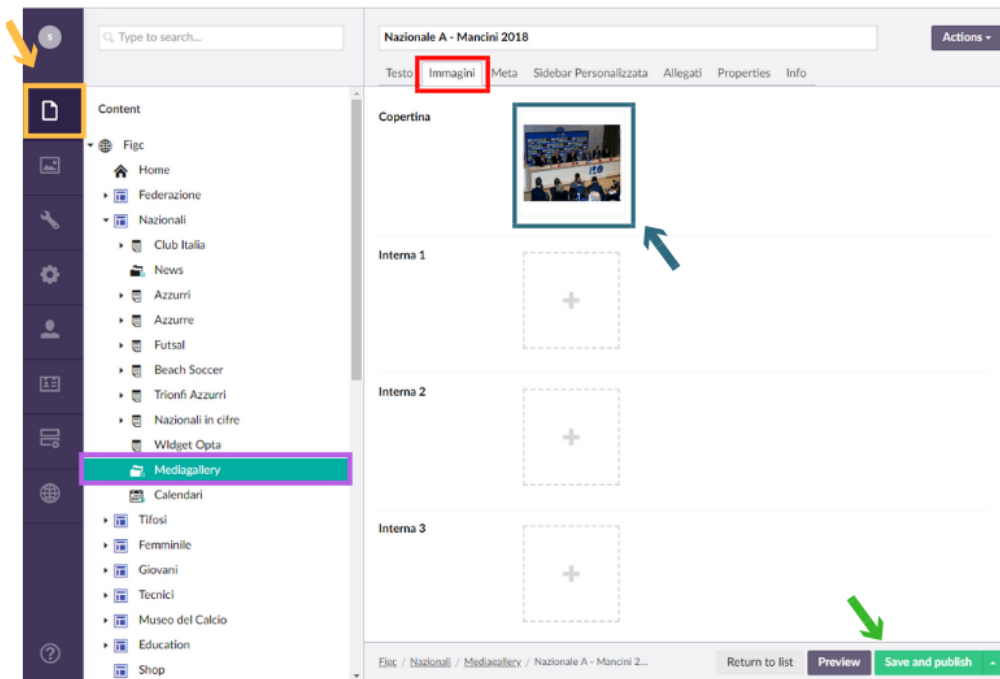 S
Type to search...
Content
Figc
Home
Federazione
Nazionali
Club Italia
News
Azzurri
Azzurre
Futsal
Beach Soccer
Trionfi Azzurri
Nazionali in cifre
WIdget Opta
Mediagallery
Calendari
Tifosi
Femminile
Giovani
Tecnici
Museo del Calcio
Education
Shop
Nazionale A - Mancini 2018
Actions
Testo Immagini Meta Sidebar Personalizzata Allegati Properties Info
Copertina
Interna 1
Interna 2
Interna 3
Figc / Nazionali / Mediagallery / Nazionale A - Mancini 2...
Return to list Preview Save and publish